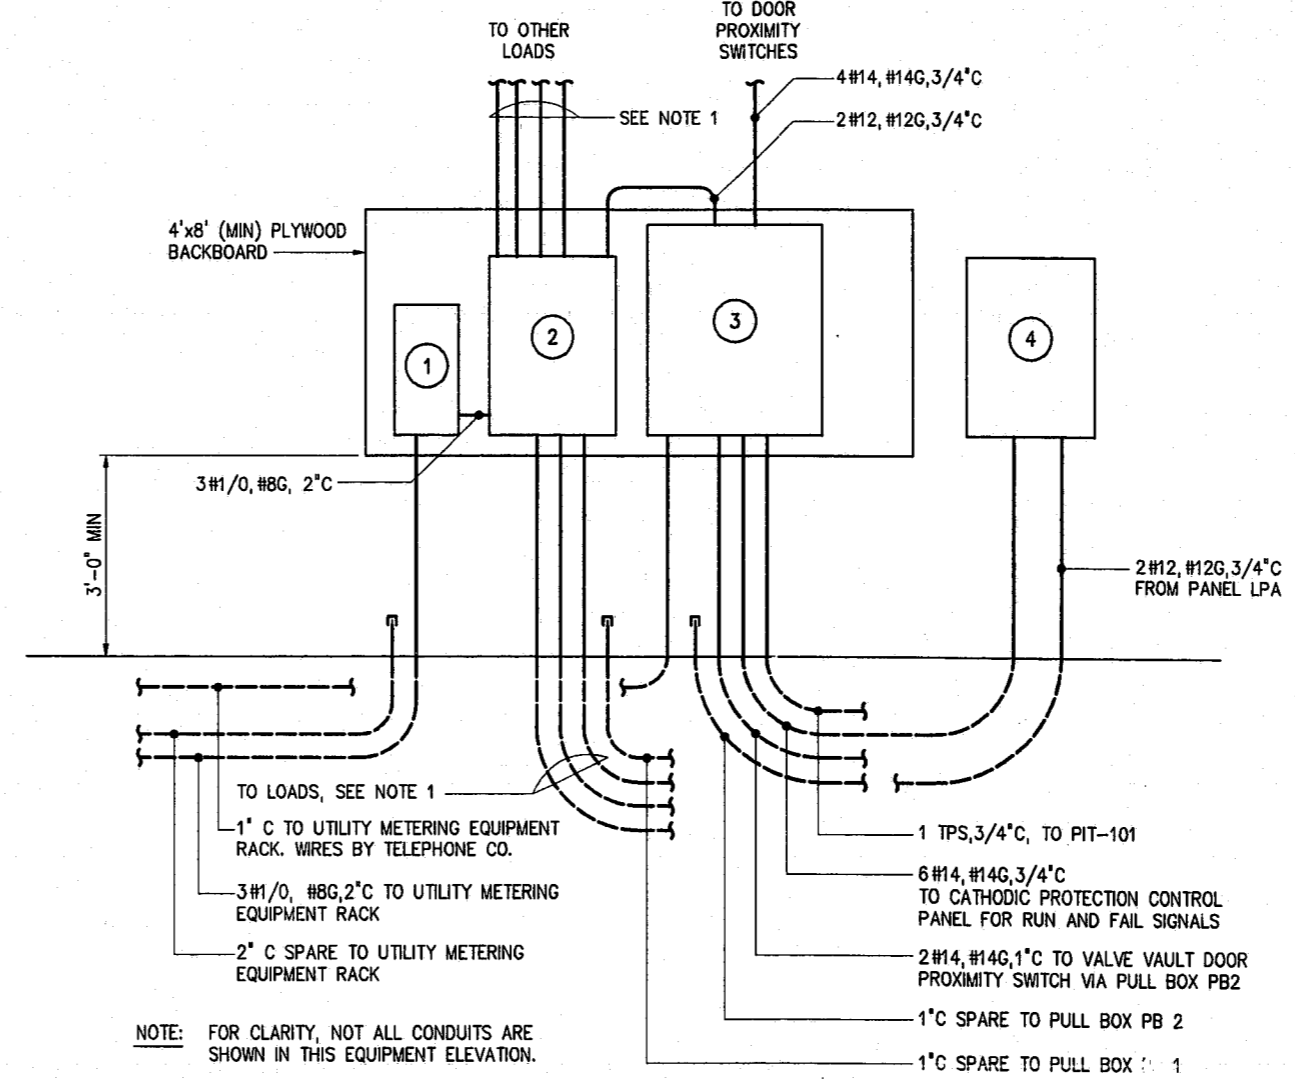 TO OTHER
LOADS
TO DOOR
PROXIMITY
SWITCHES
4#14, #14G,3/4"C
SEE NOTE 1
2#12, #12G,3/4"C
4'x8' (MIN) PLYWOOD
BACKBOARD
1
2
3
4
3#1/0, #8G, 2"C
3'-0" MIN
2#12, #12G,3/4"C
FROM PANEL LPA
TO LOADS, SEE NOTE 1
1" C TO UTILITY METERING EQUIPMENT
RACK. WIRES BY TELEPHONE CO.
3#1/0, #8G,2"C TO UTILITY METERING
EQUIPMENT RACK
2" C SPARE TO UTILITY METERING
EQUIPMENT RACK
1 TPS,3/4"C, TO PIT-101
6#14, #14G,3/4"C
TO CATHODIC PROTECTION CONTROL
PANEL FOR RUN AND FAIL SIGNALS
2#14, #14G,1"C TO VALVE VAULT DOOR
PROXIMITY SWITCH VIA PULL BOX PB2
1"C SPARE TO PULL BOX PB 2
1"C SPARE TO PULL BOX 1
NOTE: FOR CLARITY, NOT ALL CONDUITS ARE
SHOWN IN THIS EQUIPMENT ELEVATION.